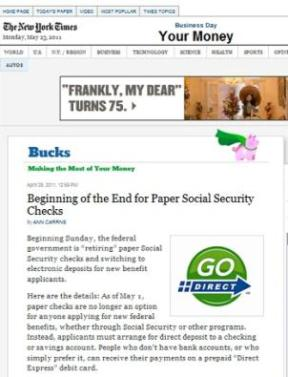 HOME PAGE TODAY'S PAPER VIDEO MOST POPULAR TIMES TOPICS
The New York Times
Monday, May 23, 2011
Business Day
Your Money
WORLD U.S. N.Y. / REGION BUSINESS TECHNOLOGY SCIENCE HEALTH SPORTS
AUTOS
"FRANKLY, MY DEAR"
TURNS 75.
Bucks
Making the Most of Your Money
Beginning of the End for Paper Social Security
Checks
By ANN CARRNS
Beginning Sunday, the federal
government is "retiring" paper Social
Security checks and switching to
electronic deposits for new benefit
applicants.
GO
DIRECT
Here are the details: As of May 1,
paper checks are no longer an option
for anyone applying for new federal
benefits, whether through Social Security or other programs.
Instead, applicants must arrange for direct deposit to a checking
or savings account. People who don't have bank accounts, or who
simply prefer it, can receive their payments on a prepaid "Direct
Express" debit card.